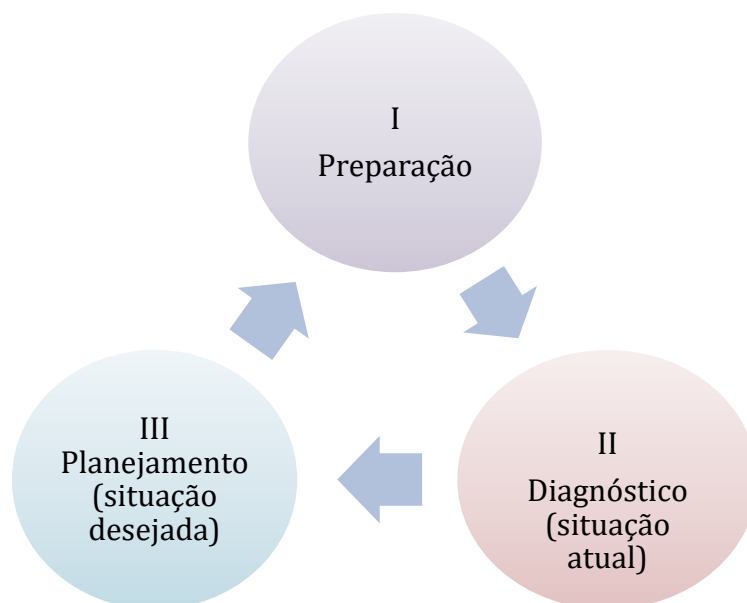 I
Preparação
II
Diagnóstico
(situação
atual)
III
Planejamento
(situação
desejada)